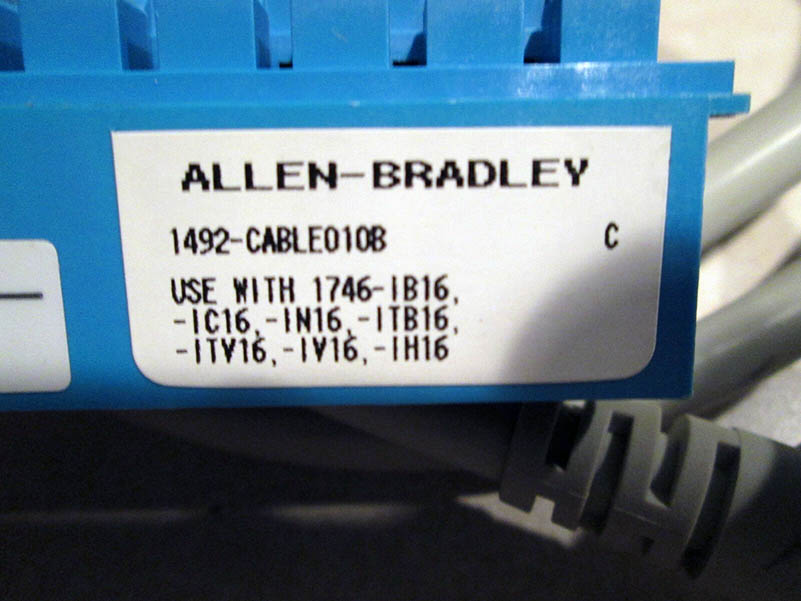 ALLEN-BRADLEY
1492-CABLE010B C
USE WITH 1746-IB16,
-IC16,-IN16,-ITB16,
-ITV16,-IV16,-IH16